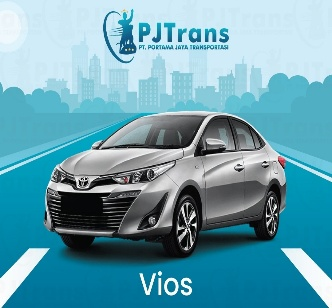 PJTrans
PT. PORTAMA JAYA TRANSPORTASI
Vios